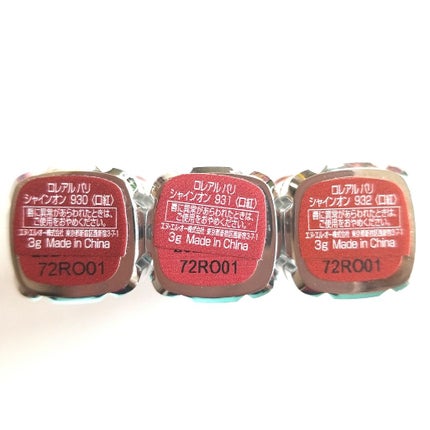 ロレアル パリ
シャインオン 930 (口紅)
唇に異常があらわれたときは、
ご使用をおやめください。
3g Made in China
72RO01
ロレアル パリ
シャインオン 931 (口紅)
唇に異常があらわれたときは、
ご使用をおやめください。
3g Made in China
72RO01
ロレアル パリ
シャインオン 932 (口紅)
唇に異常があらわれたときは、
ご使用をおやめください。
3g Made in China
72RO01